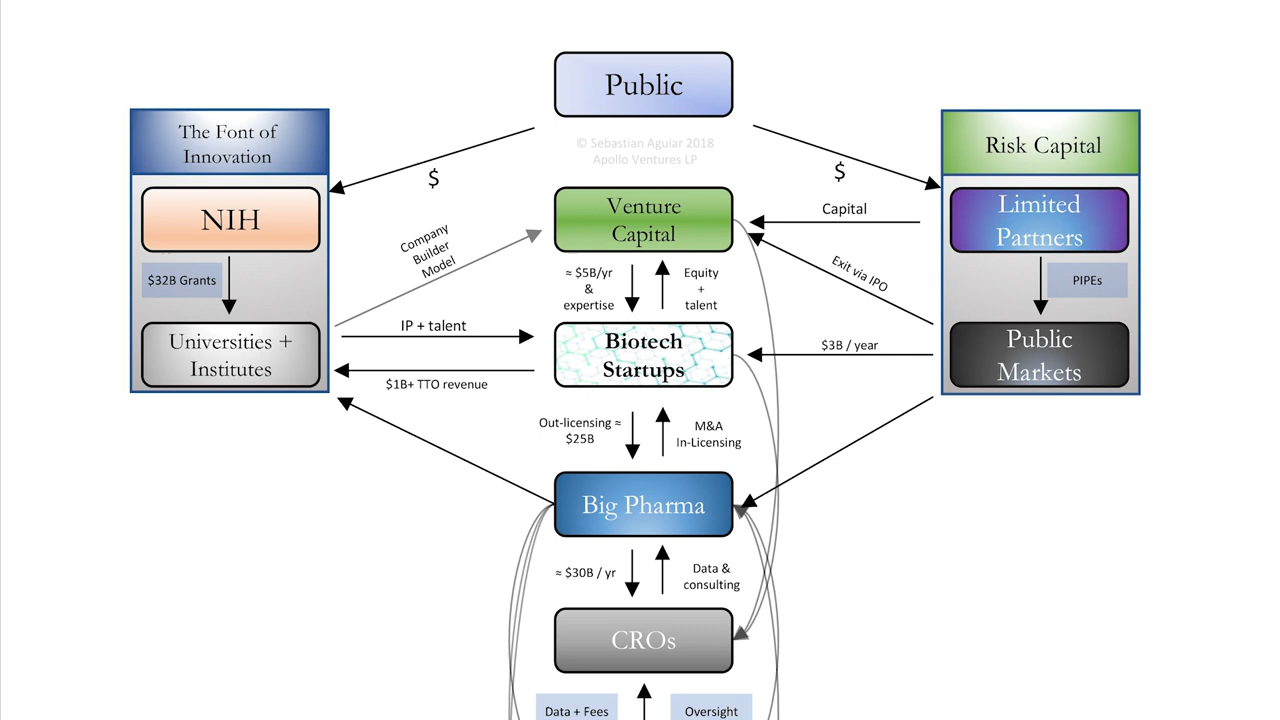 Public
© Sebastian Aguiar 2018
Apollo Ventures LP
The Font of
Innovation
NIH
$32B Grants
Universities +
Institutes
$
$
Risk Capital
Limited
Partners
PIPEs
Public
Markets
Venture
Capital
Capital
Exit via IPO
Company
Builder
Model
≈ $5B/yr
&
expertise
Equity
+
talent
IP + talent
$1B+ TTO revenue
Biotech
Startups
$3B / year
Out-licensing ≈
$25B
M&A
In-Licensing
Big Pharma
≈ $30B / yr
Data &
consulting
CROs
Data + Fees
Oversight